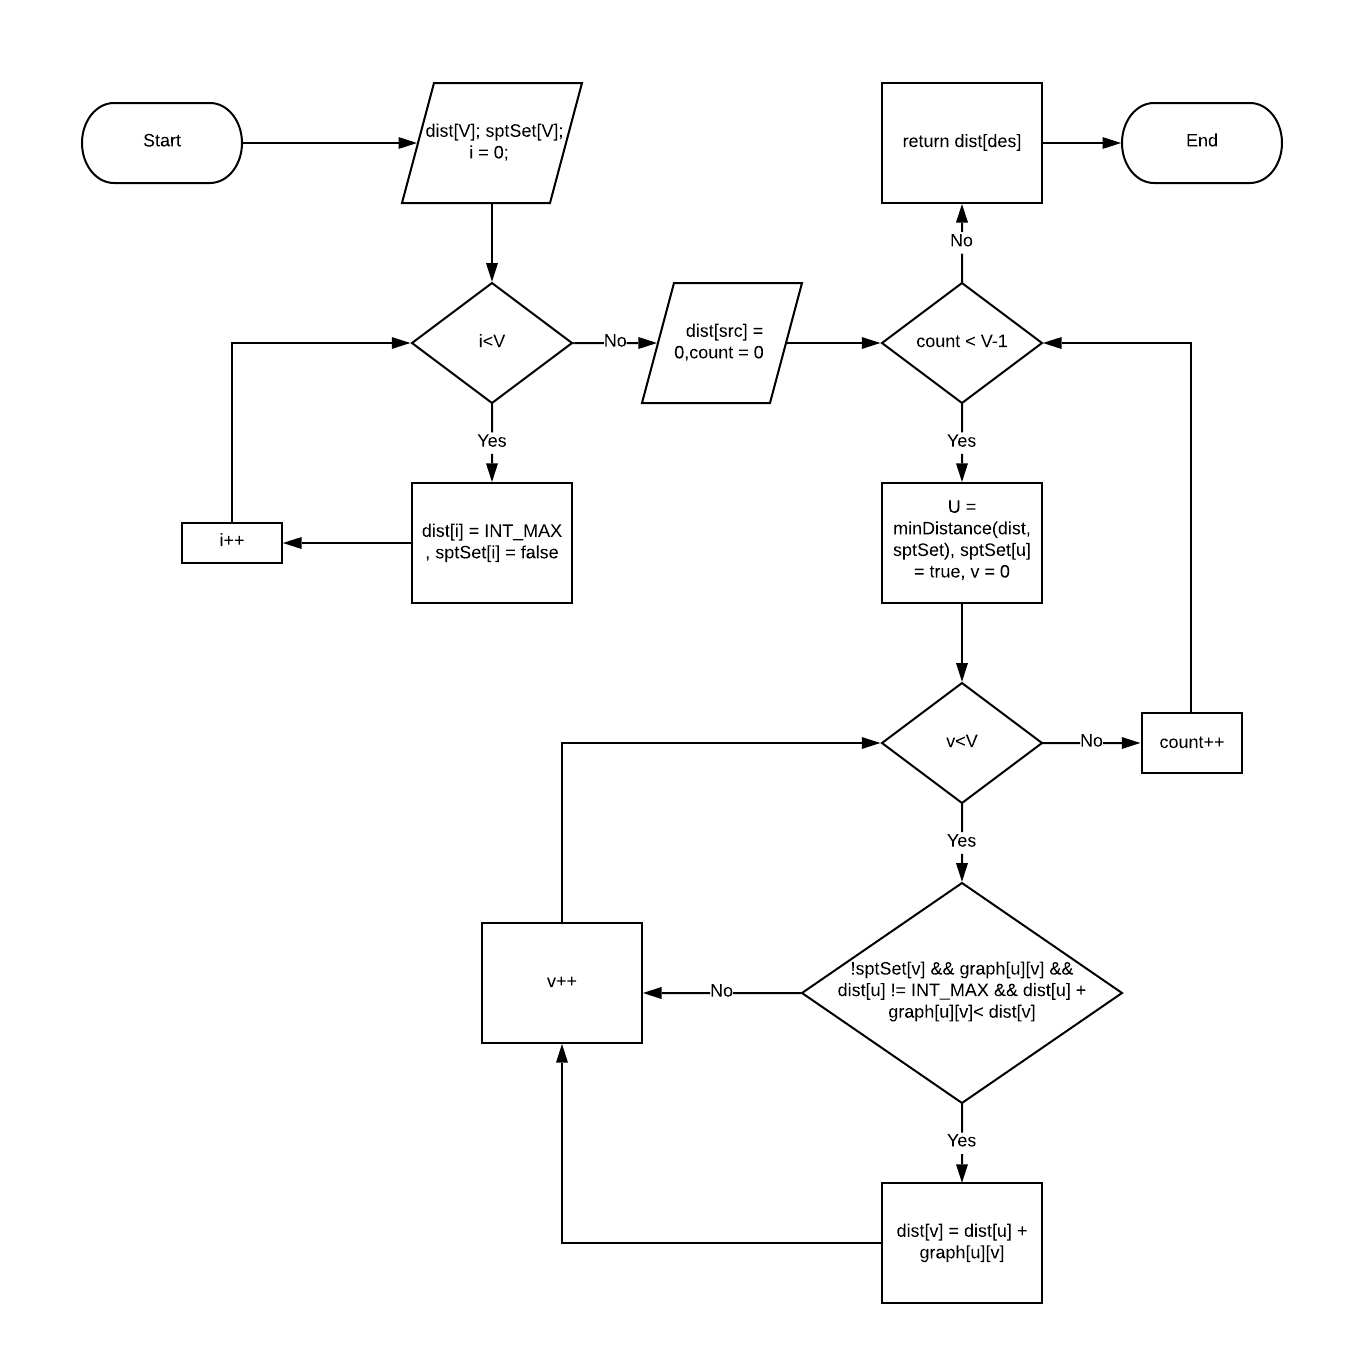 Start
dist[V]; sptSet[V];
i = 0;
return dist[des]
End
No
i<V
No
dist[src] =
0,count = 0
count < V-1
Yes
Yes
i++
dist[i] = INT_MAX
, sptSet[i] = false
U =
minDistance(dist,
sptSet), sptSet[u]
= true, v = 0
v<V
No
count++
Yes
v++
No
!sptSet[v] && graph[u][v] &&
dist[u] != INT_MAX && dist[u] +
graph[u][v]< dist[v]
Yes
dist[v] = dist[u] +
graph[u][v]